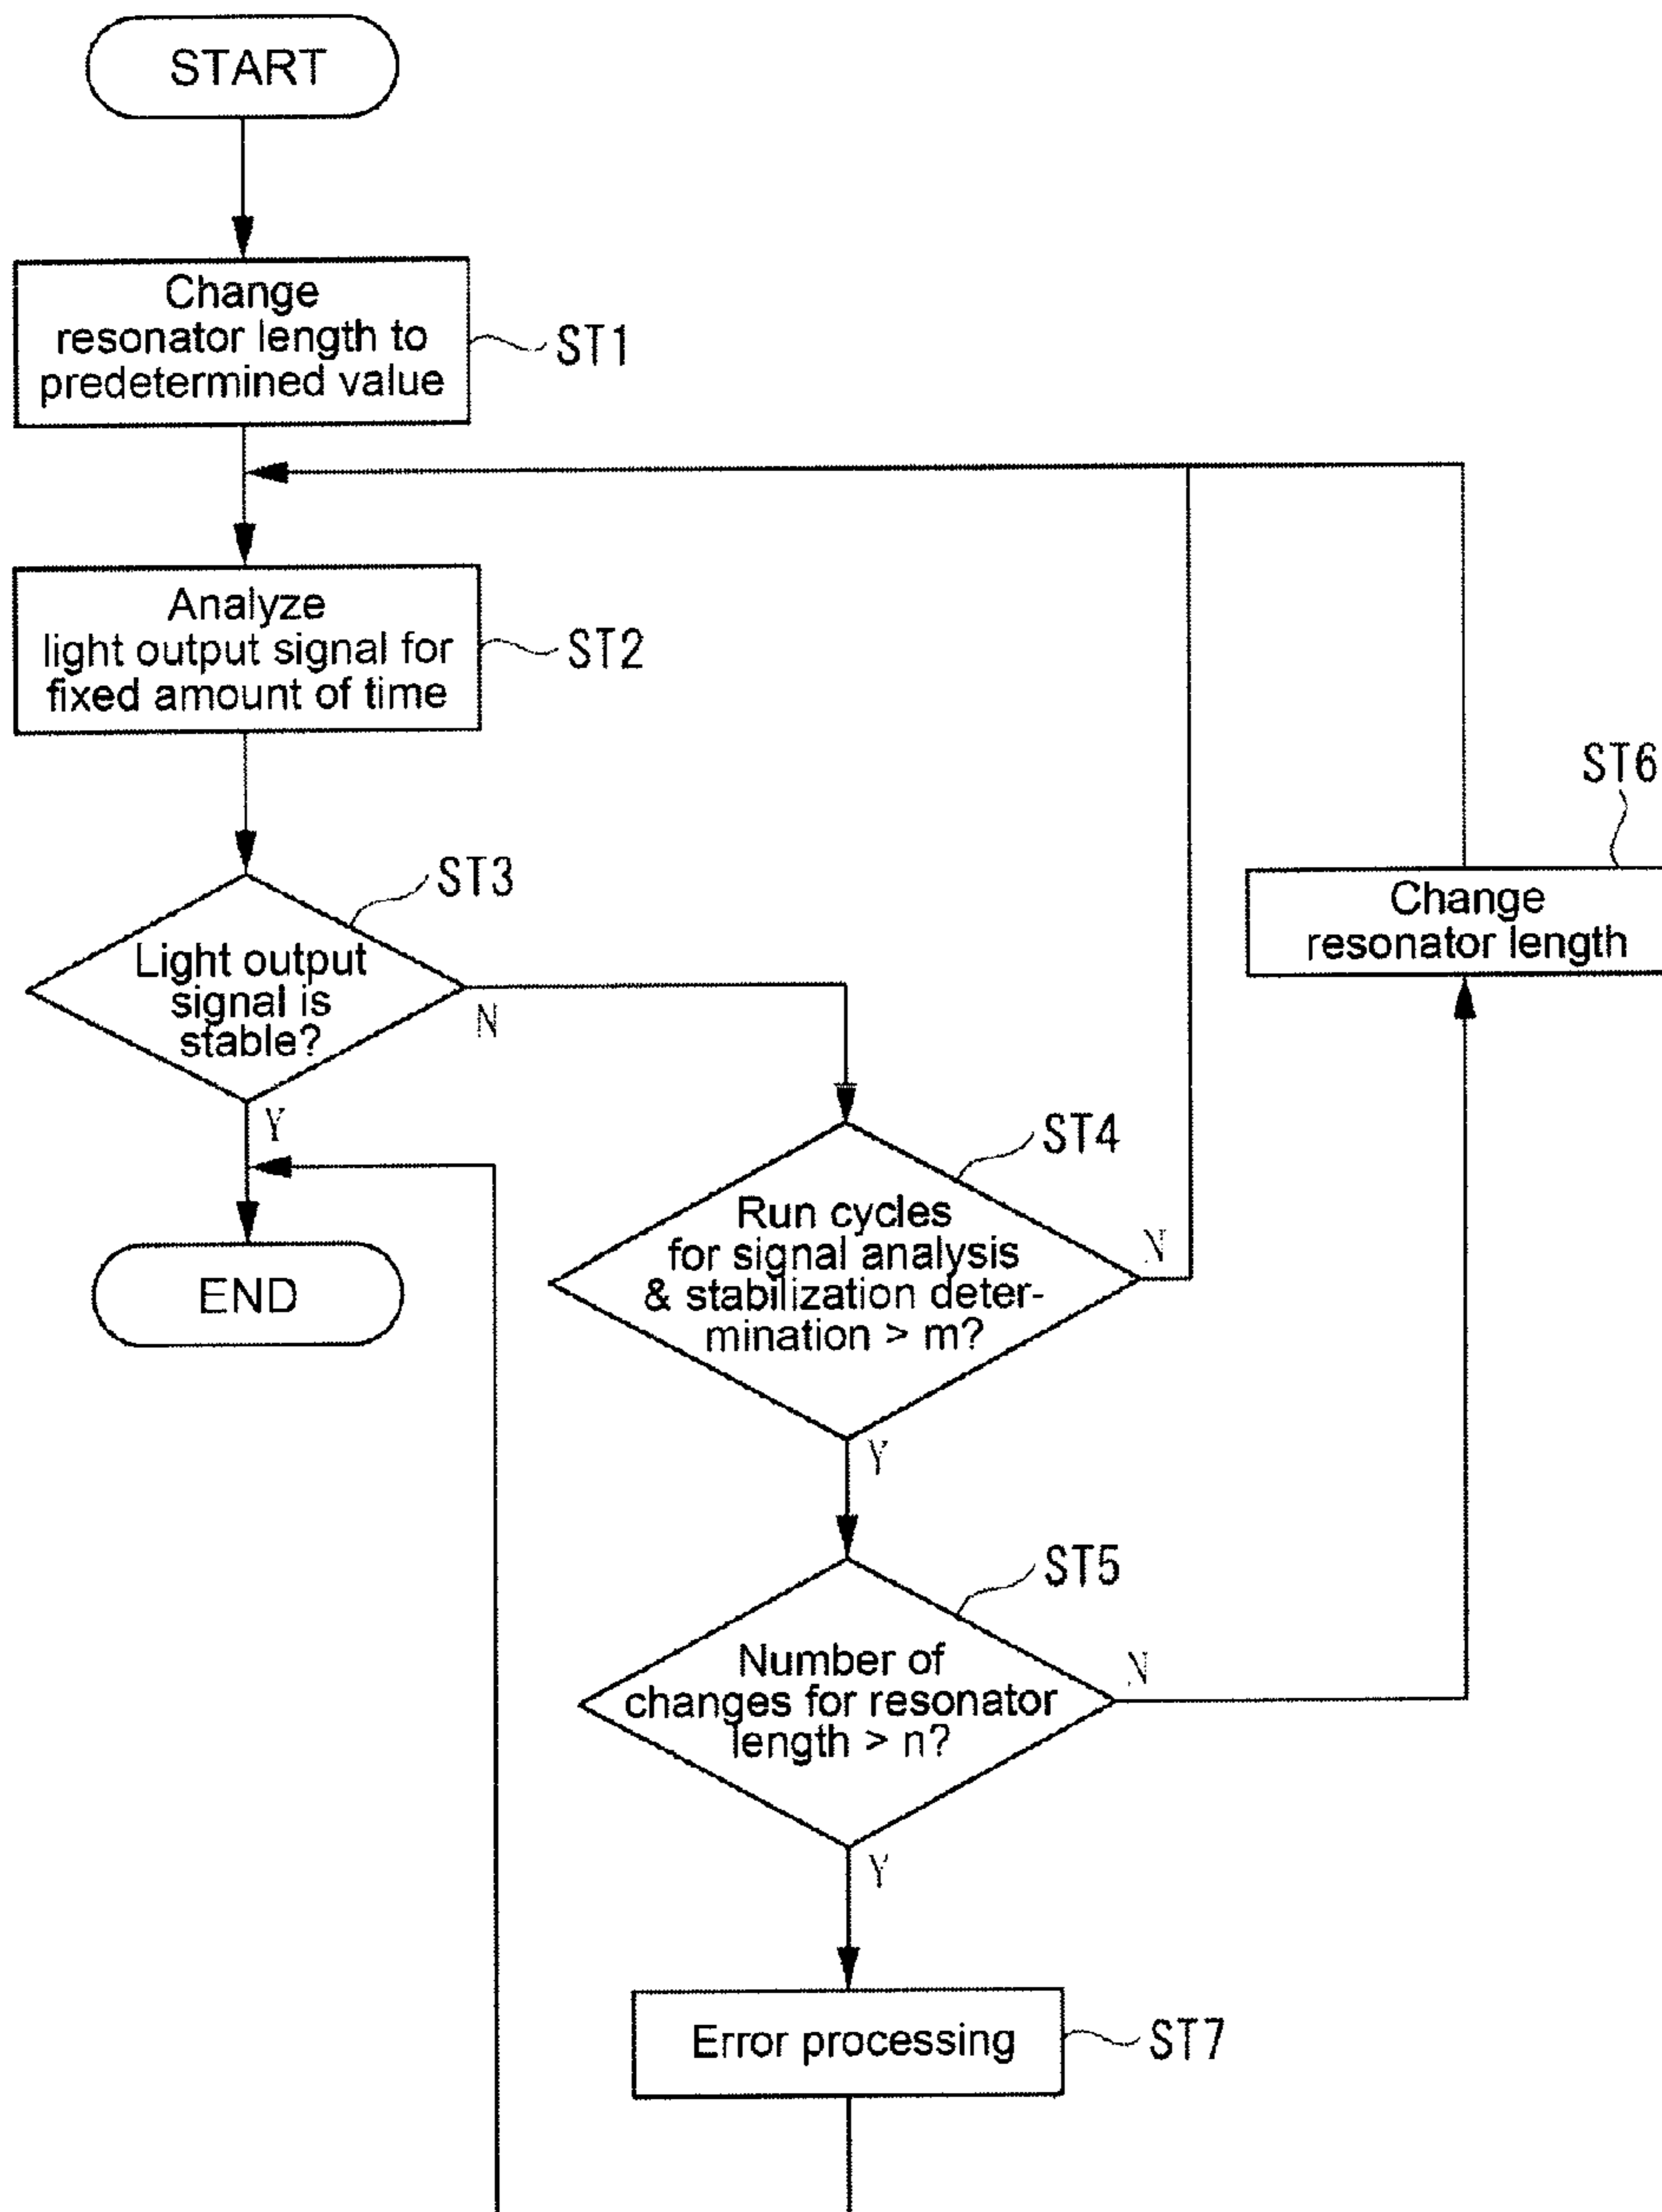 START
Change
resonator length to
predetermined value
ST1
Analyze
light output signal for
fixed amount of time
ST2
ST3
Light output
signal is
stable?
N
Y
END
ST4
Run cycles
for signal analysis
& stabilization deter-
mination > m?
N
Y
ST5
Number of
changes for resonator
length > n?
N
Y
ST6
Change
resonator length
Error processing
ST7